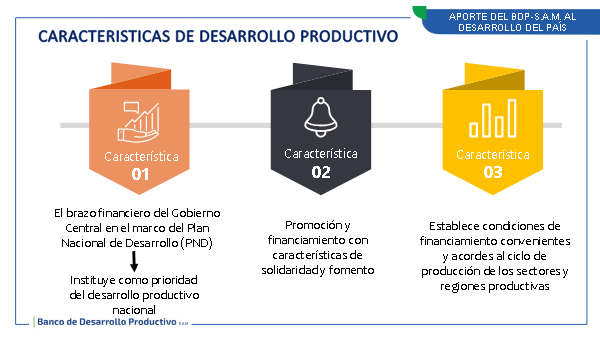 APORTE DEL BDP-S.A.M, AL
DESARROLLO DEL PAÍS
CARACTERISTICAS DE DESARROLLO PRODUCTIVO
Característica
01
Característica
02
Característica
03
El brazo financiero del Gobierno
Central en el marco del Plan
Nacional de Desarrollo (PND)
Instituye como prioridad
del desarrollo productivo
nacional
Promoción y
financiamiento con
características de
solidaridad y fomento
Establece condiciones de
financiamiento convenientes
y acordes al ciclo de
producción de los sectores y
regiones productivas
Banco de Desarrollo Productivo S.A.M